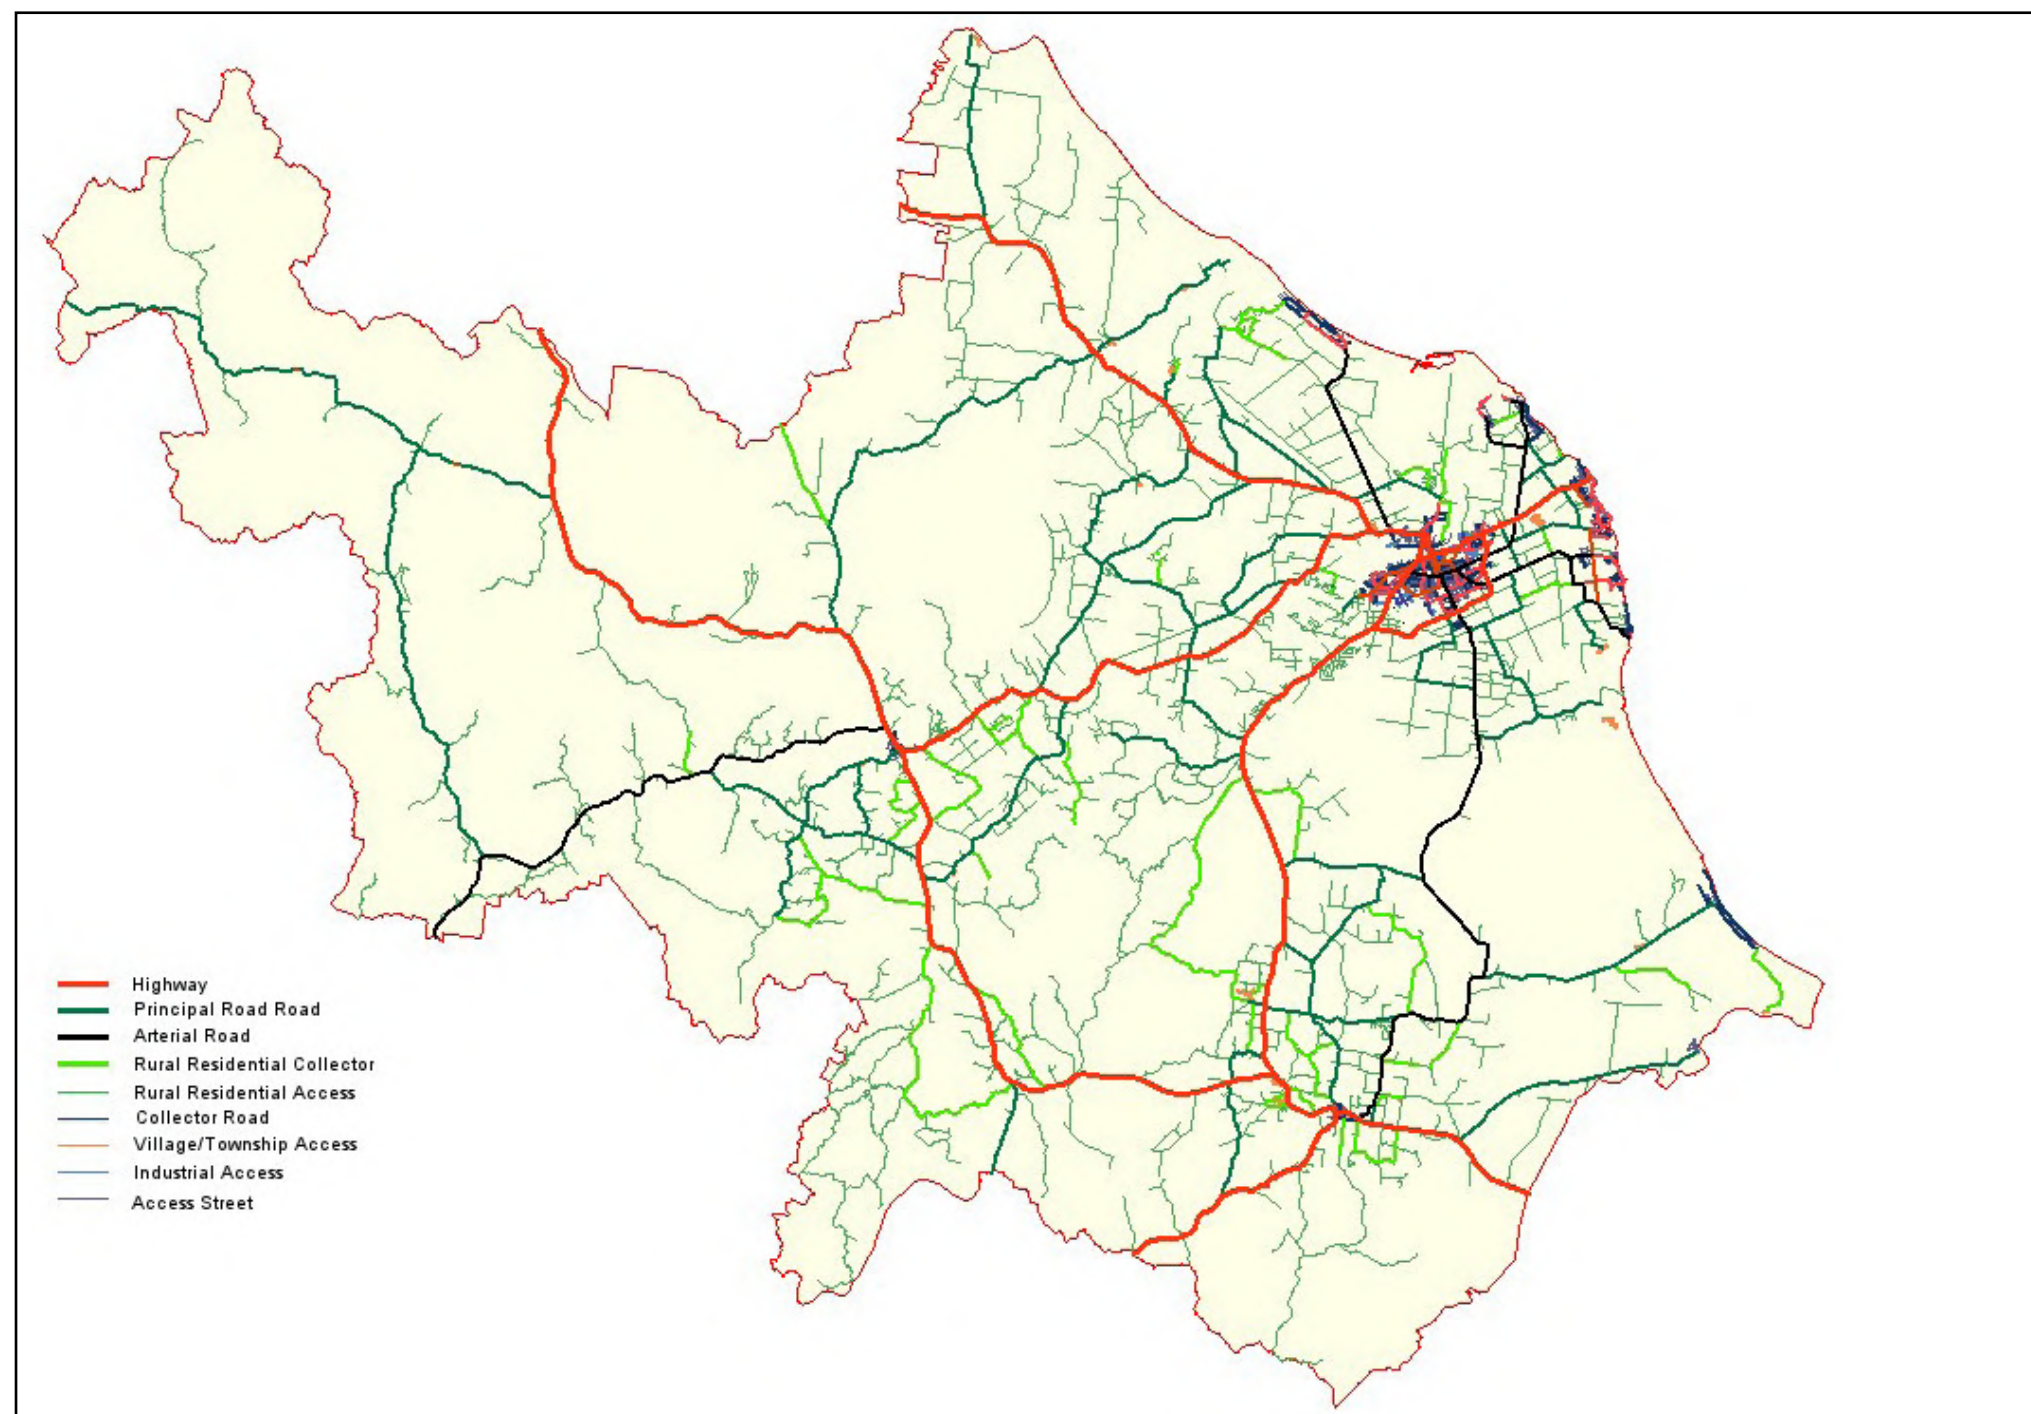 Highway
Principal Road Road
Arterial Road
Rural Residential Collector
Rural Residential Access
Collector Road
Village/Township Access
Industrial Access
Access Street